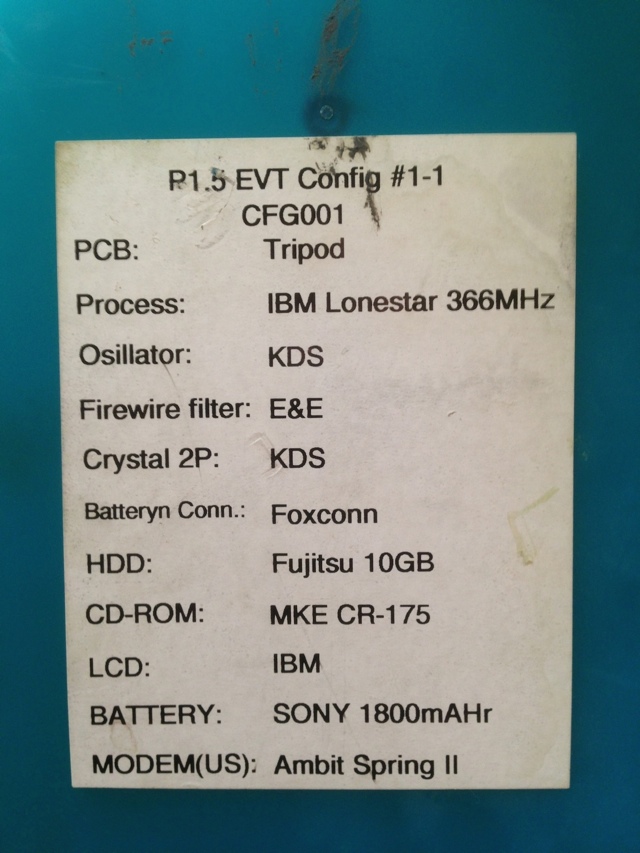 P1.5 EVT Config #1-1
CFG001
PCB: Tripod
Process: IBM Lonestar 366MHz
Osillator: KDS
Firewire filter: E&E
Crystal 2P: KDS
Batteryn Conn.: Foxconn
HDD: Fujitsu 10GB
CD-ROM: MKE CR-175
LCD: IBM
BATTERY: SONY 1800mAHr
MODEM(US): Ambit Spring II